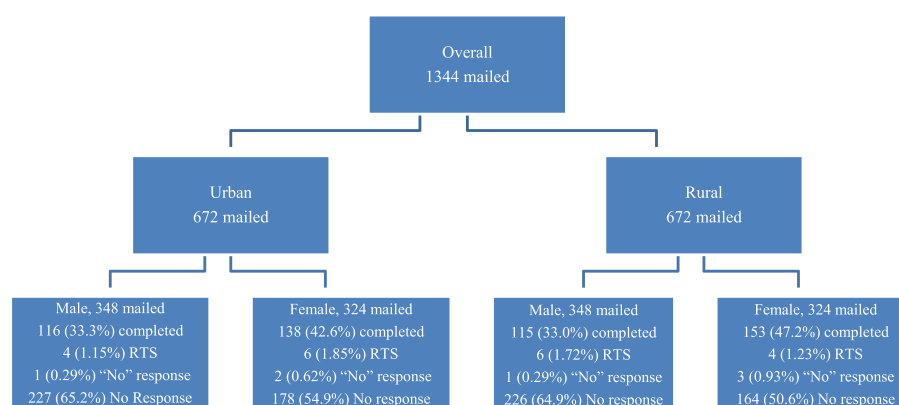 Overall
1344 mailed
Urban
672 mailed
Rural
672 mailed
Male, 348 mailed
116 (33.3%) completed
4 (1.15%) RTS
1 (0.29%) “No” response
227 (65.2%) No Response
Female, 324 mailed
138 (42.6%) completed
6 (1.85%) RTS
2 (0.62%) “No” response
178 (54.9%) No response
Male, 348 mailed
115 (33.0%) completed
6 (1.72%) RTS
1 (0.29%) “No” response
226 (64.9%) No response
Female, 324 mailed
153 (47.2%) completed
4 (1.23%) RTS
3 (0.93%) “No” response
164 (50.6%) No response